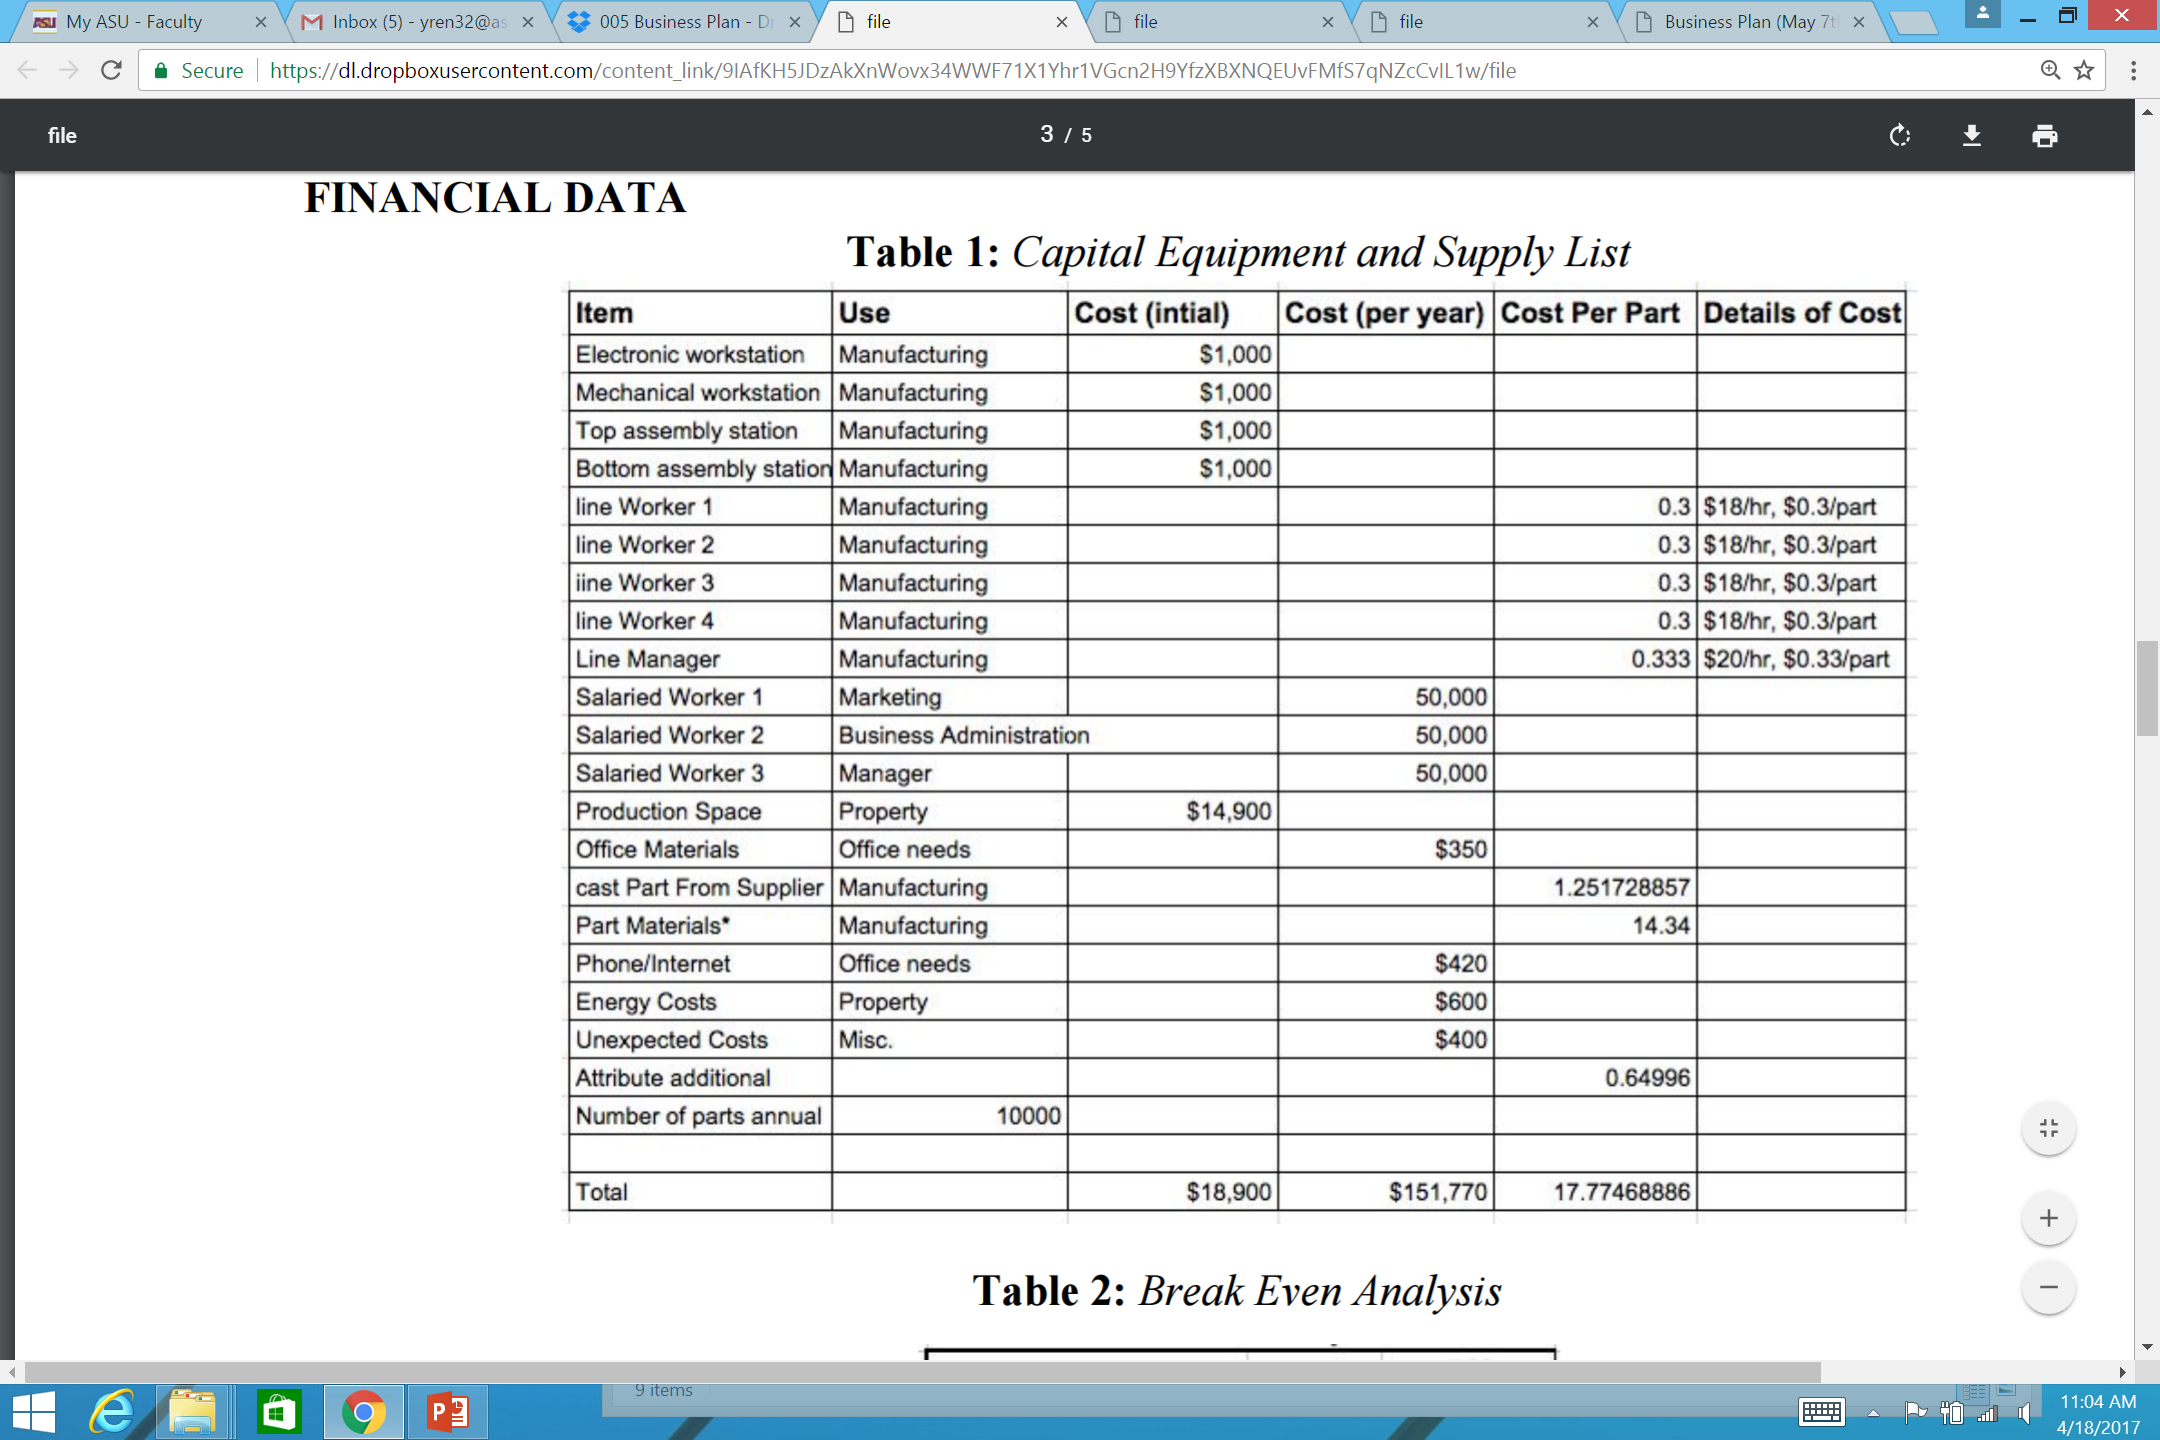 My ASU - Faculty
Inbox (5) - yren32@as
005 Business Plan - Dr
file
file
file
Business Plan (May 7t
Secure
file
3 / 5
FINANCIAL DATA
Table 1: Capital Equipment and Supply List
Item Use Cost (intial) Cost (per year) Cost Per Part Details of Cost
Electronic workstation Manufacturing $1,000
Mechanical workstation Manufacturing $1,000
Top assembly station Manufacturing $1,000
Bottom assembly station Manufacturing $1,000
line Worker 1 Manufacturing 0.3 $18/hr, $0.3/part
line Worker 2 Manufacturing 0.3 $18/hr, $0.3/part
iine Worker 3 Manufacturing 0.3 $18/hr, $0.3/part
line Worker 4 Manufacturing 0.3 $18/hr, $0.3/part
Line Manager Manufacturing 0.333 $20/hr, $0.33/part
Salaried Worker 1 Marketing 50,000
Salaried Worker 2 Business Administration 50,000
Salaried Worker 3 Manager 50,000
Production Space Property $14,900
Office Materials Office needs $350
cast Part From Supplier Manufacturing 1.251728857
Part Materials* Manufacturing 14.34
Phone/Internet Office needs $420
Energy Costs Property $600
Unexpected Costs Misc. $400
Attribute additional 0.64996
Number of parts annual 10000
Total $18,900 $151,770 17.77468886
Table 2: Break Even Analysis
9 items
11:04 AM
4/18/2017